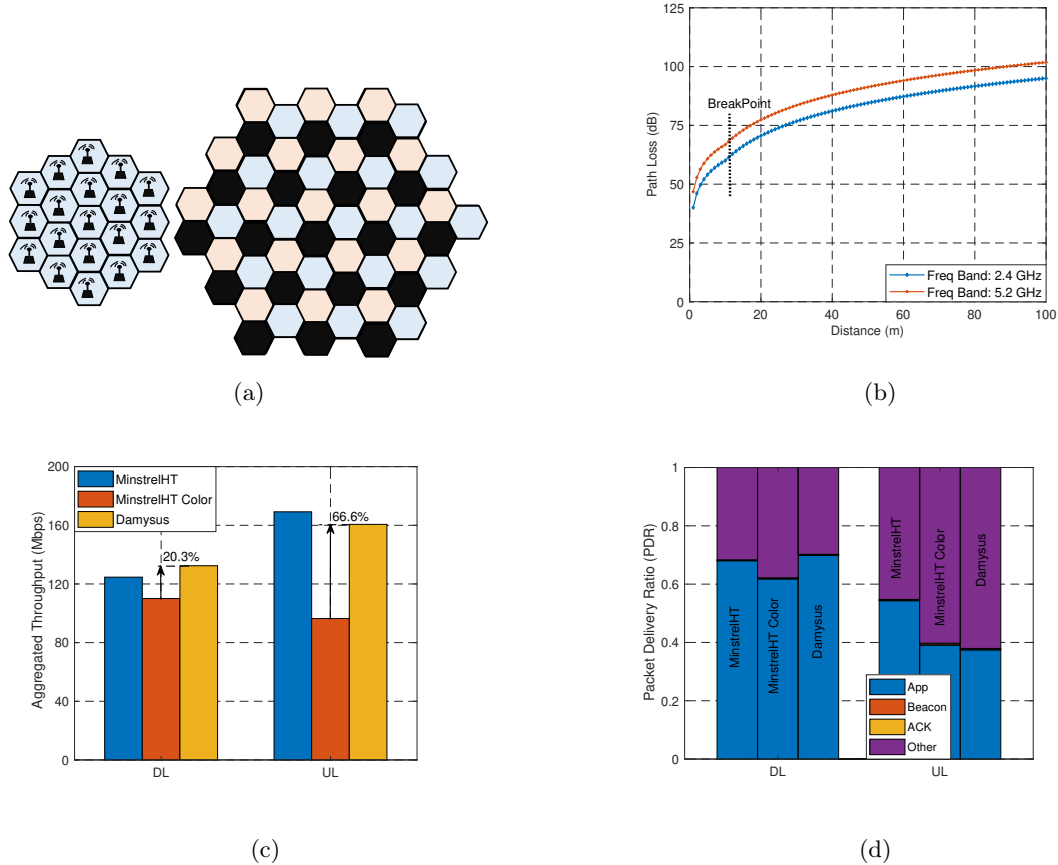 125
100
75
50
25
0
Path Loss (dB)
BreakPoint
Freq Band: 2.4 GHz
Freq Band: 5.2 GHz
0 20 40 60 80 100
Distance (m)
(a)
(b)
200
160
120
80
40
0
Aggregated Throughput (Mbps)
MinstrelHT
MinstrelHT Color
Damysus
20.3%
66.6%
DL UL
(c)
1
0.8
0.6
0.4
0.2
0
Packet Delivery Ratio (PDR)
MinstrelHT
MinstrelHT Color
Damysus
MinstrelHT
MinstrelHT Color
Damysus
App
Beacon
ACK
Other
DL UL
(d)